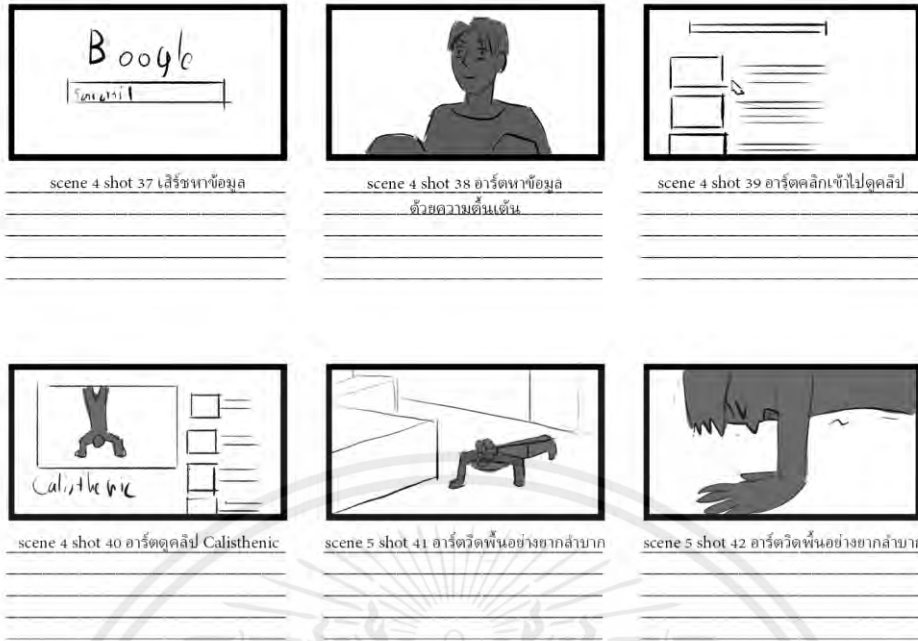 Boogle
scene 4 shot 37 เสิร์ชหาข้อมูล
scene 4 shot 38 อาร์ตหาข้อมูล
ด้วยความตื่นเต้น
scene 4 shot 39 อาร์ตคลิกเข้าไปดูคลิป
Calisthenic
scene 4 shot 40 อาร์ตดูคลิป Calisthenic
scene 5 shot 41 อาร์ตวิดพื้นอย่างยากลำบาก
scene 5 shot 42 อาร์ตวิดพื้นอย่างยากลำบาก